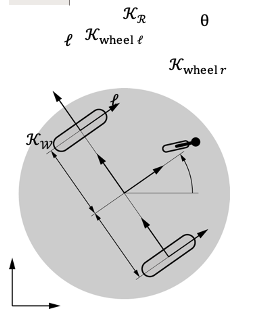 𝒦_ℛ θ
ℓ 𝒦_wheel ℓ
𝒦_wheel r
ℓ
𝒦_𝒲